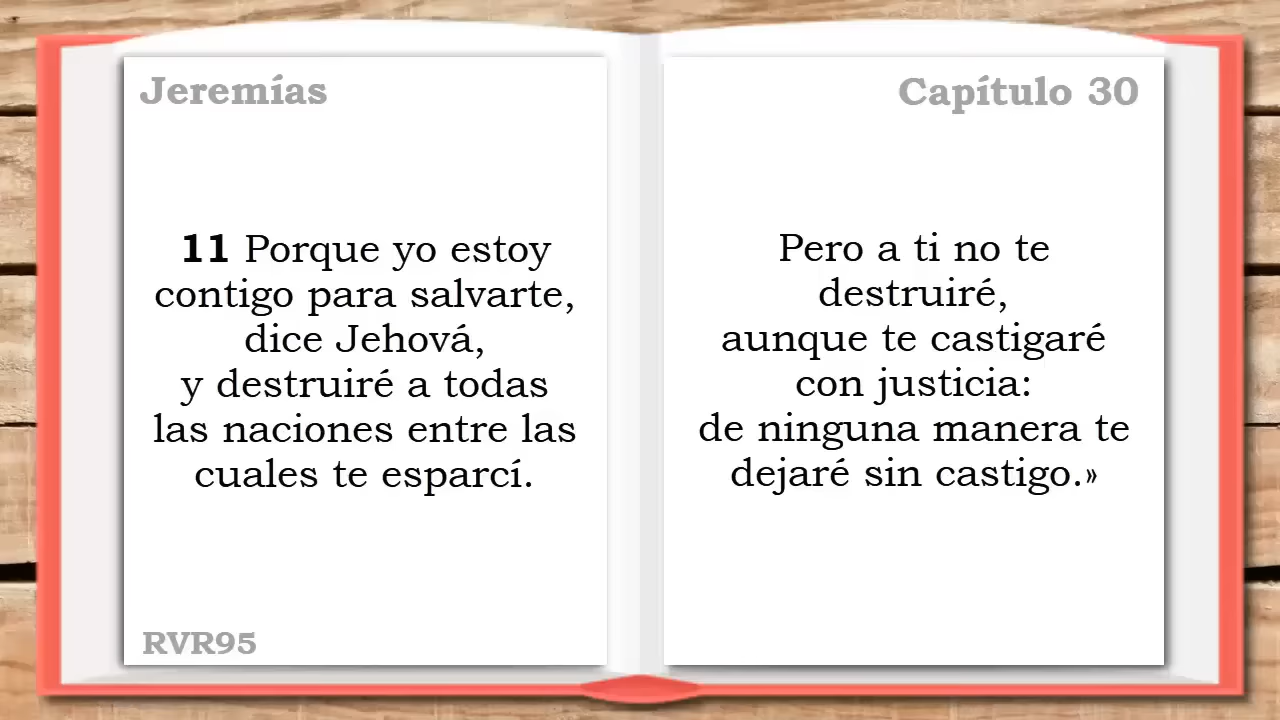 Jeremías
11 Porque yo estoy
contigo para salvarte,
dice Jehová,
y destruiré a todas
las naciones entre las
cuales te esparcí.
RVR95
Capítulo 30
Pero a ti no te
destruiré,
aunque te castigaré
con justicia:
de ninguna manera te
dejaré sin castigo.»